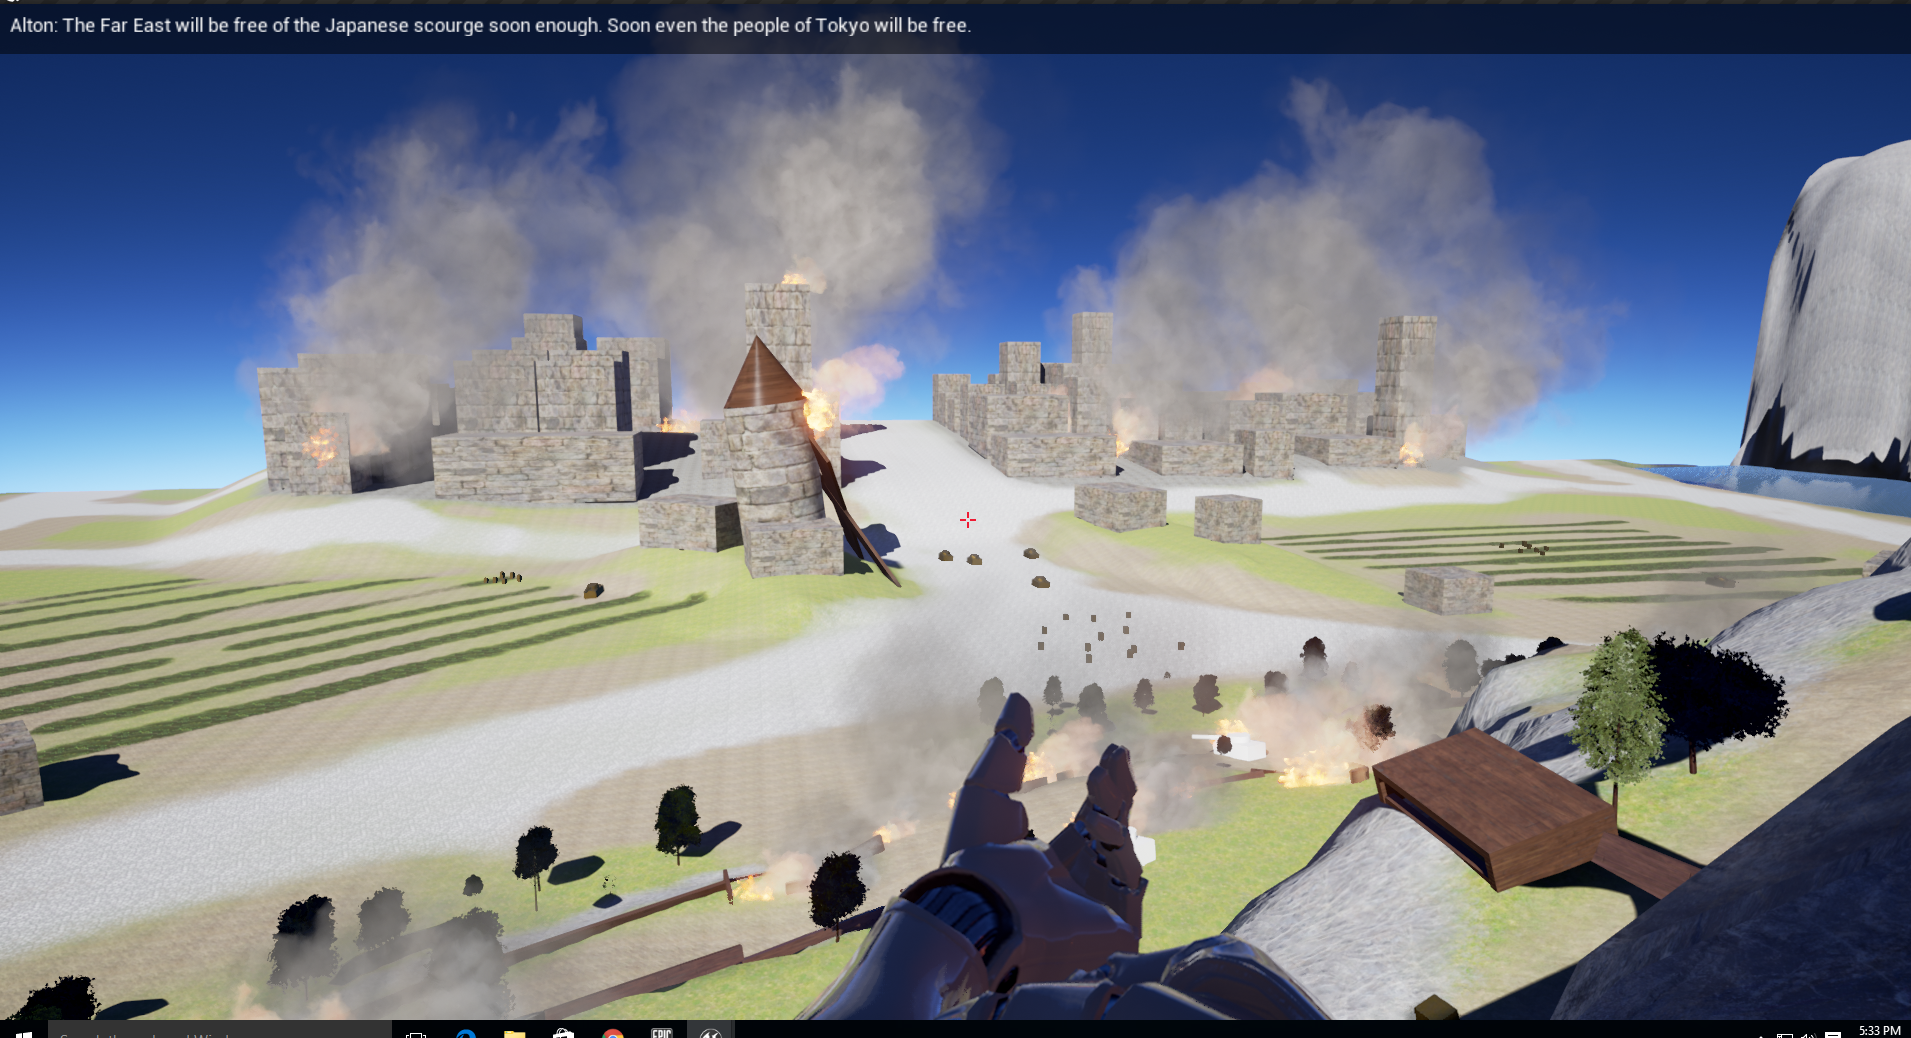 Alton: The Far East will be free of the Japanese scourge soon enough. Soon even the people of Tokyo will be free.
EPIC
5:33 PM